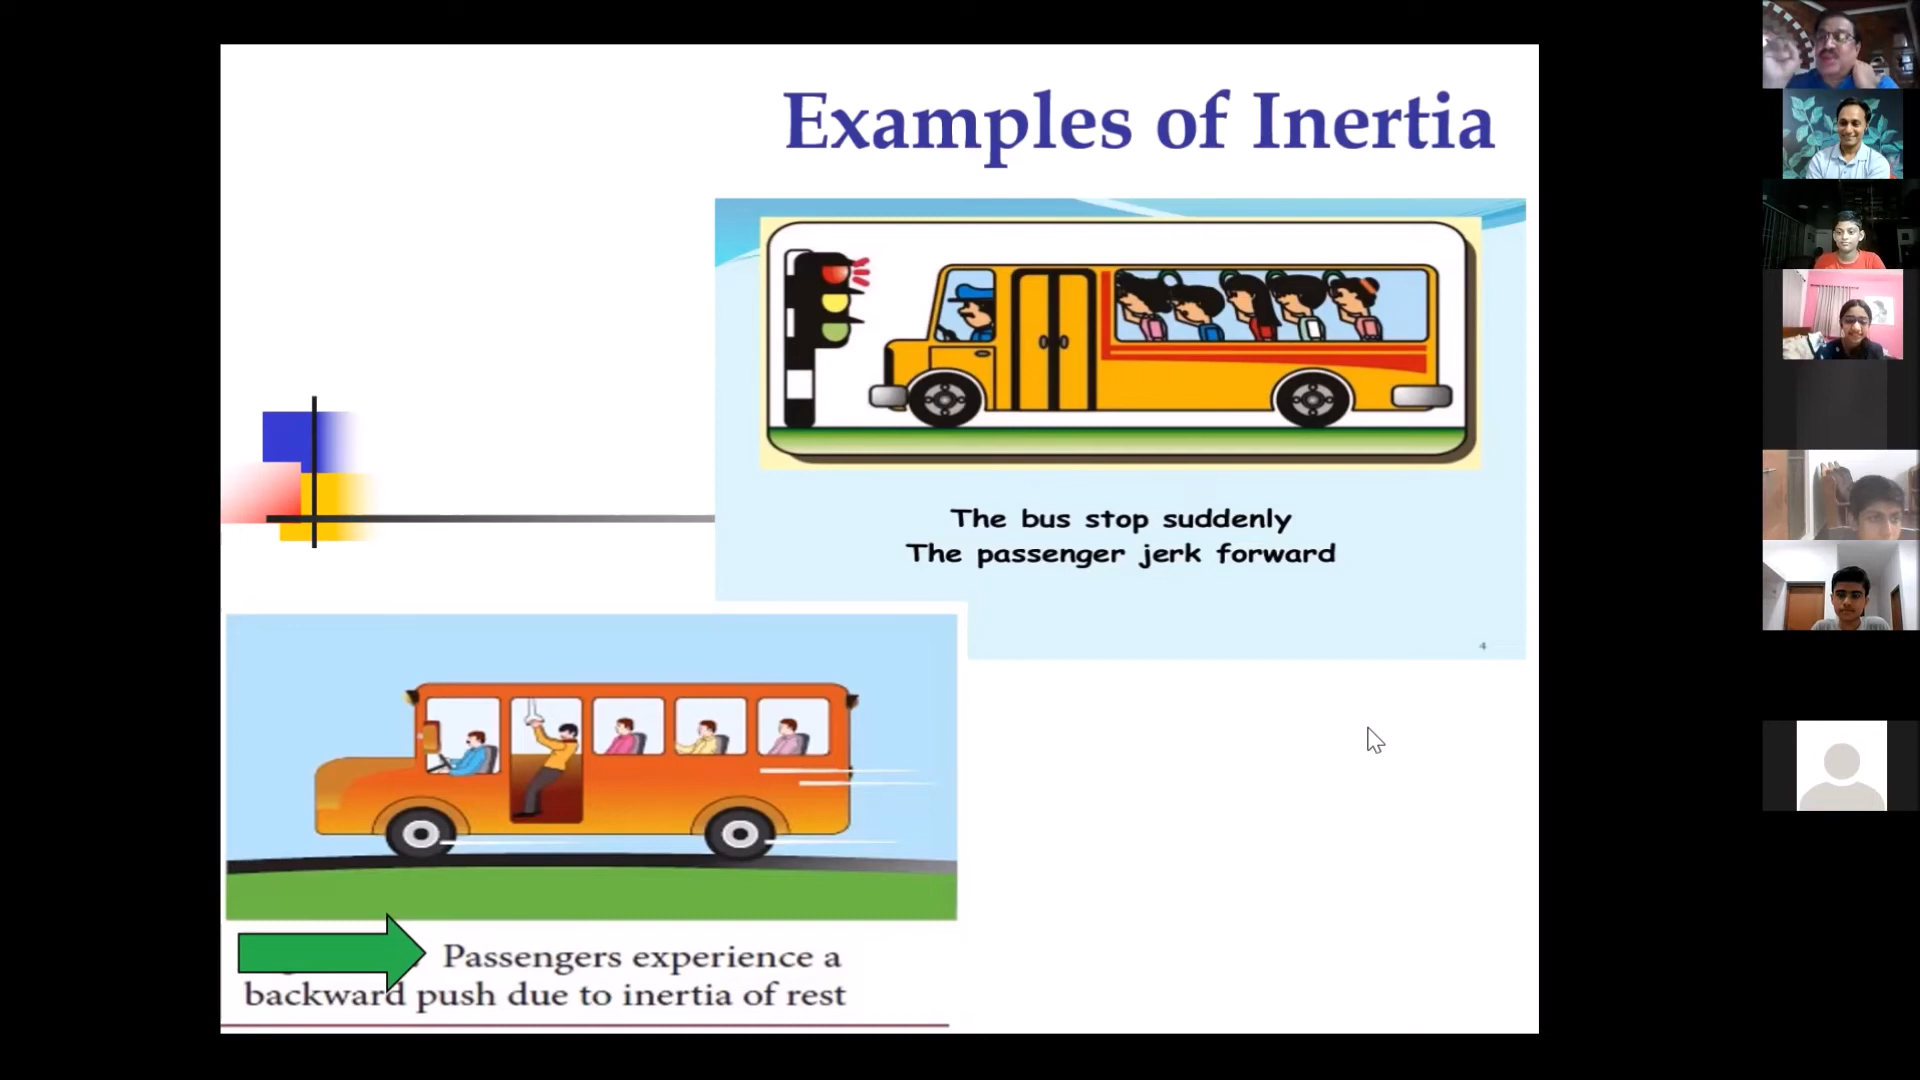 Examples of Inertia
The bus stop suddenly
The passenger jerk forward
4
Passengers experience a
backward push due to inertia of rest